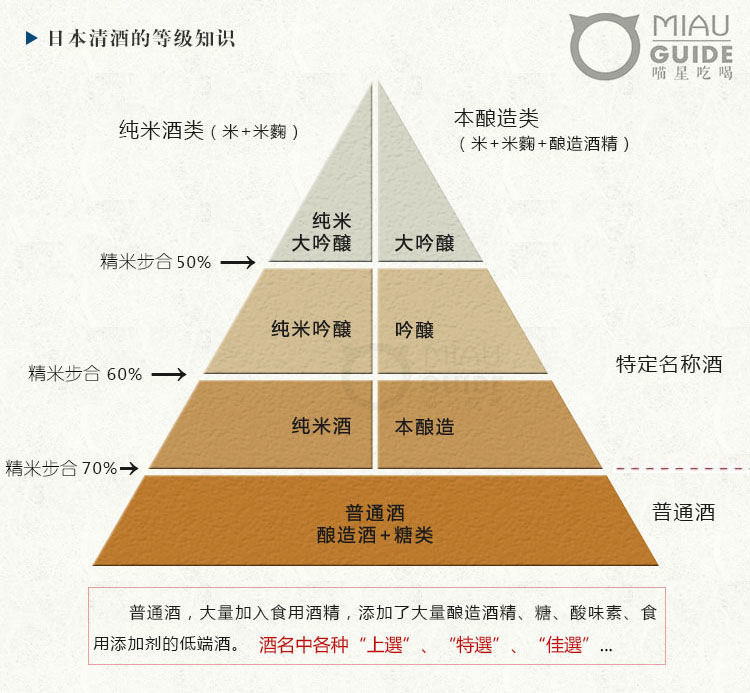 ▶ 日本清酒的等级知识
MIAU
GUIDE
喵星吃喝
纯米酒类（米+米麴）
本酿造类
（米+米麴+酿造酒精）
纯米
大吟醸
大吟醸
精米步合 50%
纯米吟醸
吟醸
MIAU
GUIDE
特定名称酒
精米步合 60%
纯米酒
本酿造
精米步合 70%
普通酒
酿造酒+糖类
普通酒
普通酒，大量加入食用酒精，添加了大量酿造酒精、糖、酸味素、食
用添加剂的低端酒。 酒名中各种“上選”、“特選”、“佳選”...